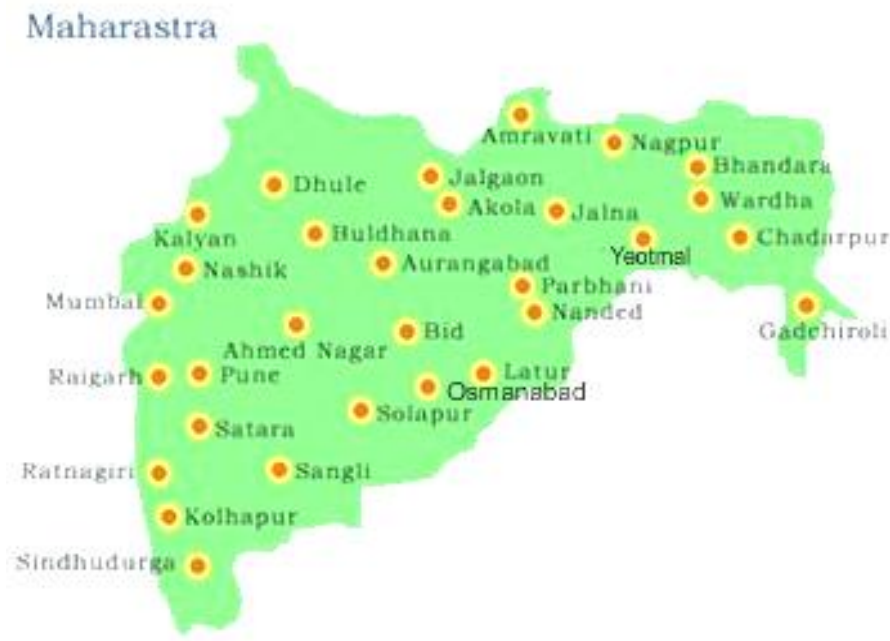 Maharastra
Amravati
Nagpur
Bhandara
Dhule
Jalgaon
Akola
Jalna
Wardha
Kalyan
Buldhana
Yeotmal
Chadarpur
Nashik
Aurangabad
Parbhani
Mumbai
Nanded
Gadchiroli
Bid
Ahmed Nagar
Raigarh
Pune
Latur
Osmanabad
Solapur
Satara
Ratnagiri
Sangli
Kolhapur
Sindhudurga